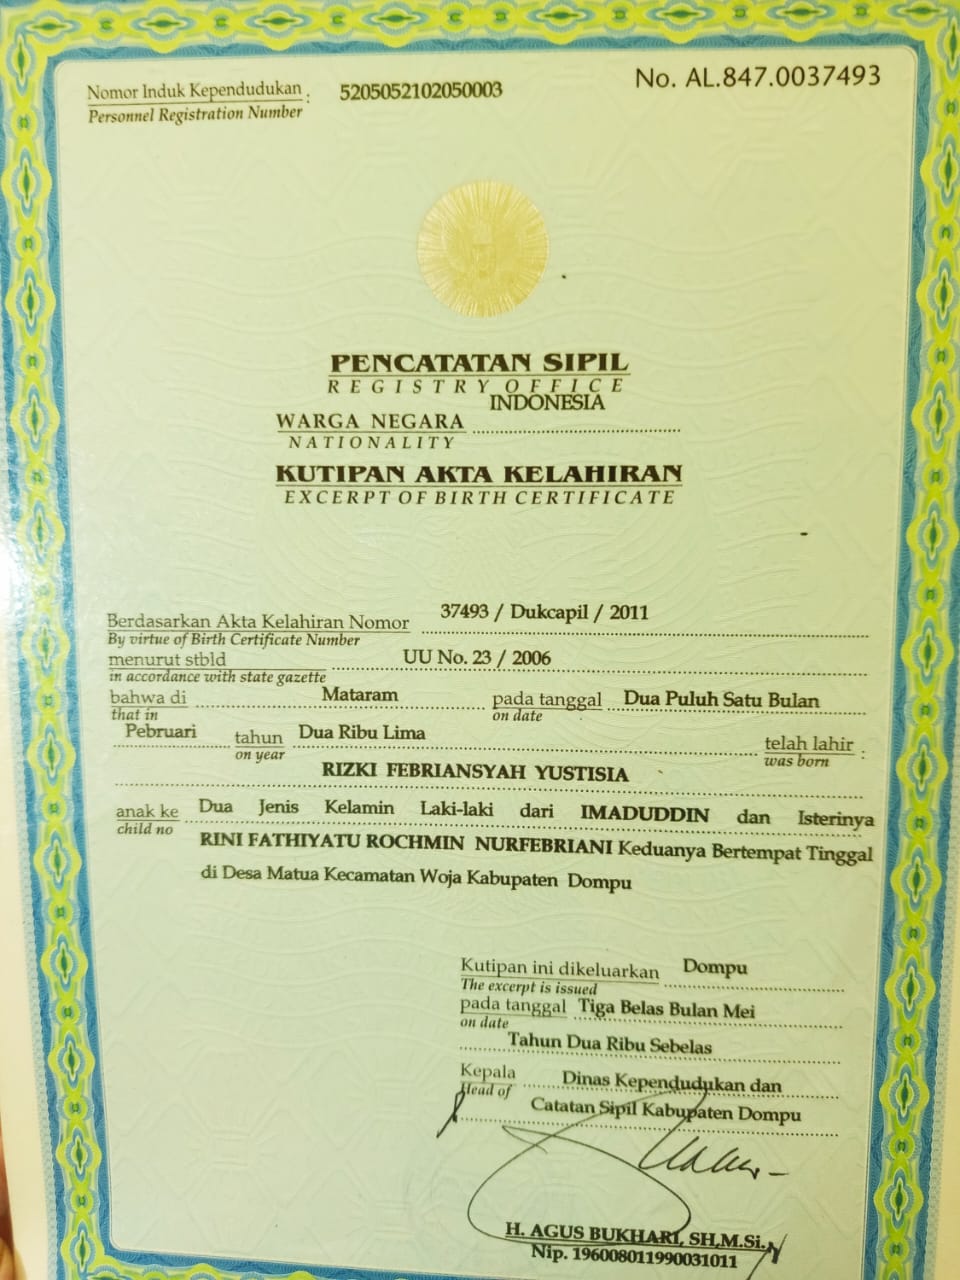 Nomor Induk Kependudukan : 5205052102050003
Personnel Registration Number
No. AL.847.0037493
PENCATATAN SIPIL
REGISTRY OFFICE
INDONESIA
WARGA NEGARA
NATIONALITY
KUTIPAN AKTA KELAHIRAN
EXCERPT OF BIRTH CERTIFICATE
Berdasarkan Akta Kelahiran Nomor 37493 / Dukcapil / 2011
By virtue of Birth Certificate Number
menurut stbld UU No. 23 / 2006
in accordance with state gazette
bahwa di Mataram pada tanggal Dua Puluh Satu Bulan
that in on date
Pebruari tahun Dua Ribu Lima telah lahir :
on year was born
RIZKI FEBRIANSYAH YUSTISIA
anak ke Dua Jenis Kelamin Laki-laki dari IMADUDDIN dan Isterinya
child no
RINI FATHIYATU ROCHMIN NURFEBRIANI Keduanya Bertempat Tinggal
di Desa Matua Kecamatan Woja Kabupaten Dompu
Kutipan ini dikeluarkan Dompu
The excerpt is issued
pada tanggal Tiga Belas Bulan Mei
on date
Tahun Dua Ribu Sebelas
Kepala Dinas Kependudukan dan
Head of
Catatan Sipil Kabupaten Dompu
H. AGUS BUKHARI, SH,M.Si.
Nip. 196008011990031011